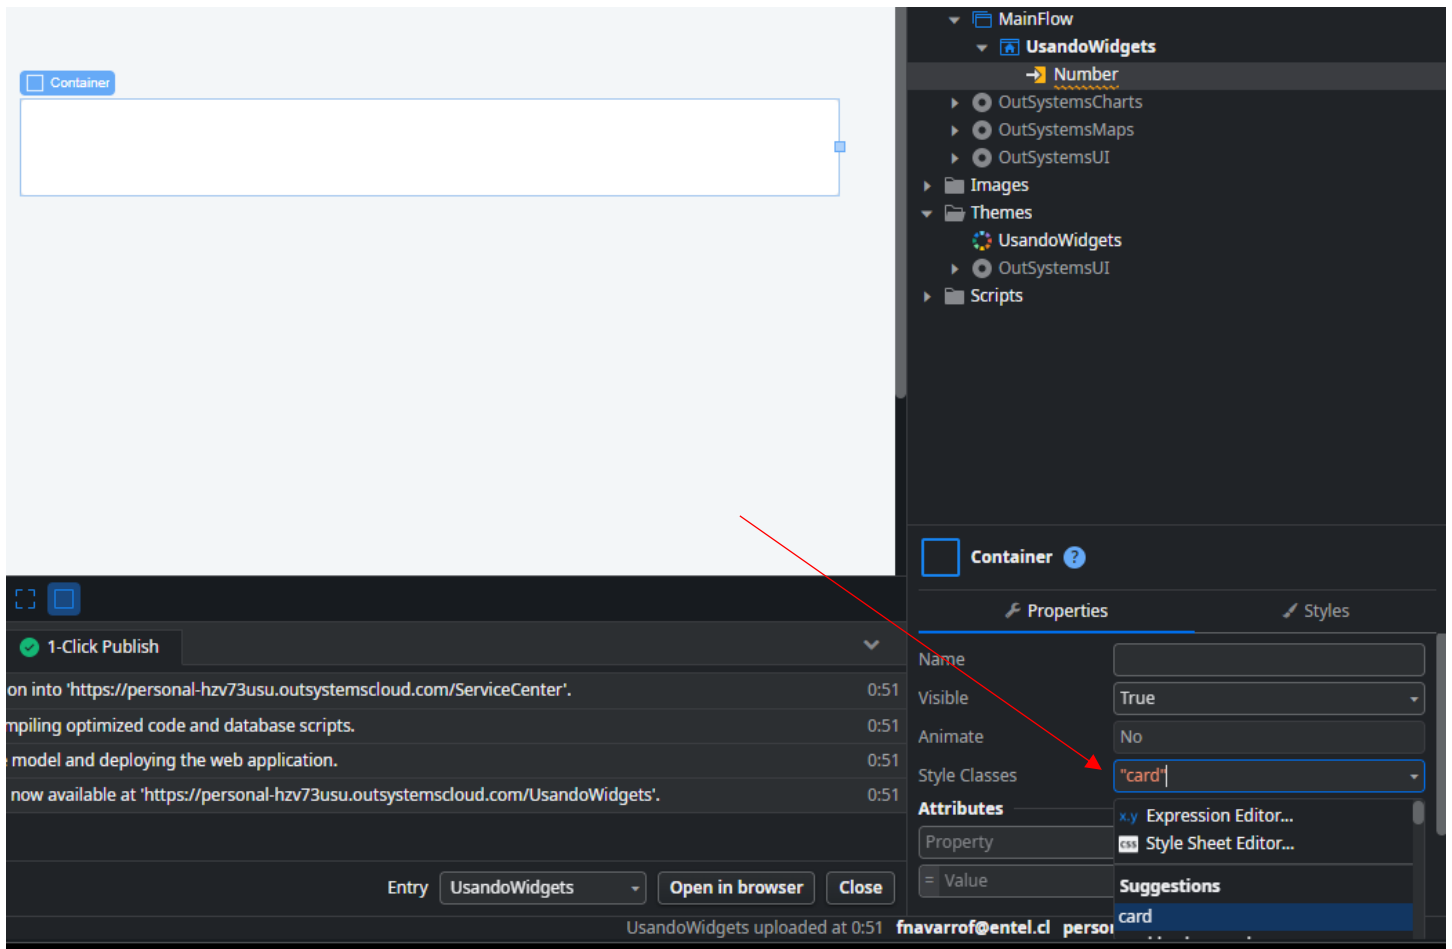 MainFlow
UsandoWidgets
Number
OutSystemsCharts
OutSystemsMaps
OutSystemsUI
Images
Themes
UsandoWidgets
OutSystemsUI
Scripts
Container
1-Click Publish
on into 'https://personal-hzv73usu.outsystemscloud.com/ServiceCenter'. 0:51
mpiling optimized code and database scripts. 0:51
model and deploying the web application. 0:51
now available at 'https://personal-hzv73usu.outsystemscloud.com/UsandoWidgets'. 0:51
Entry UsandoWidgets Open in browser Close
Container ?
Properties Styles
Name
Visible True
Animate No
Style Classes "card"
Attributes
Property
= Value
x.y Expression Editor...
css Style Sheet Editor...
Suggestions
card
UsandoWidgets uploaded at 0:51 fnavarrof@entel.cl person